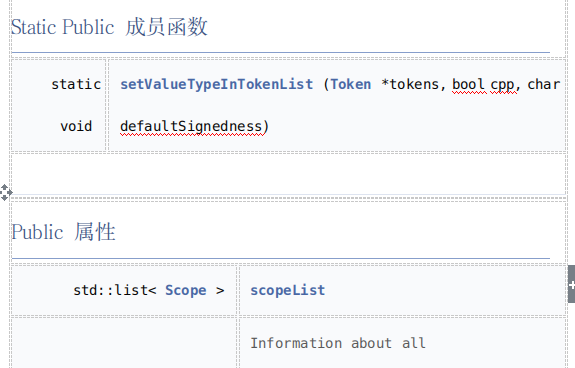 Static Public 成员函数
static setValueTypeInTokenList (Token *tokens, bool cpp, char
void defaultSignedness)
Public 属性
std::list< Scope > scopeList
Information about all